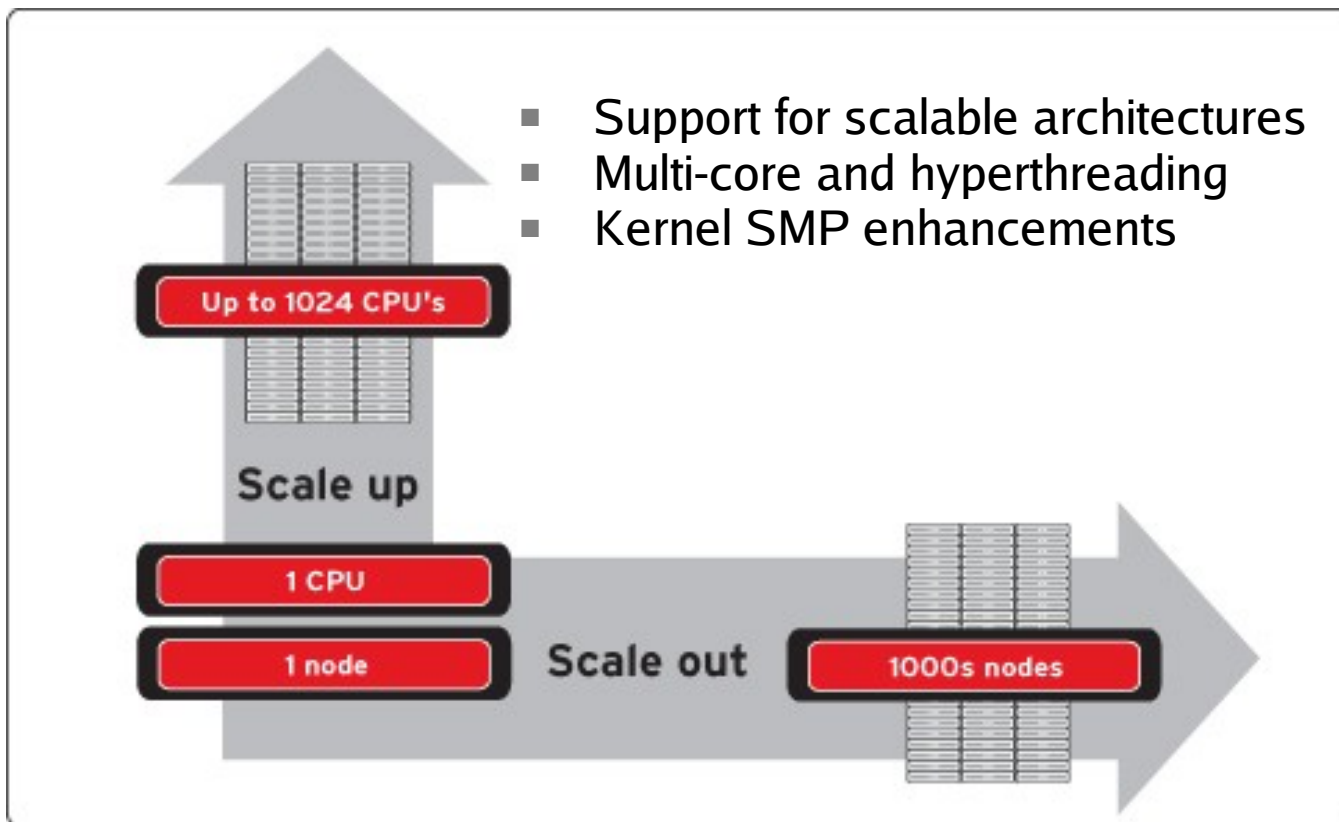 Support for scalable architectures
Multi-core and hyperthreading
Kernel SMP enhancements
Up to 1024 CPU's
Scale up
1 CPU
1 node
Scale out
1000s nodes